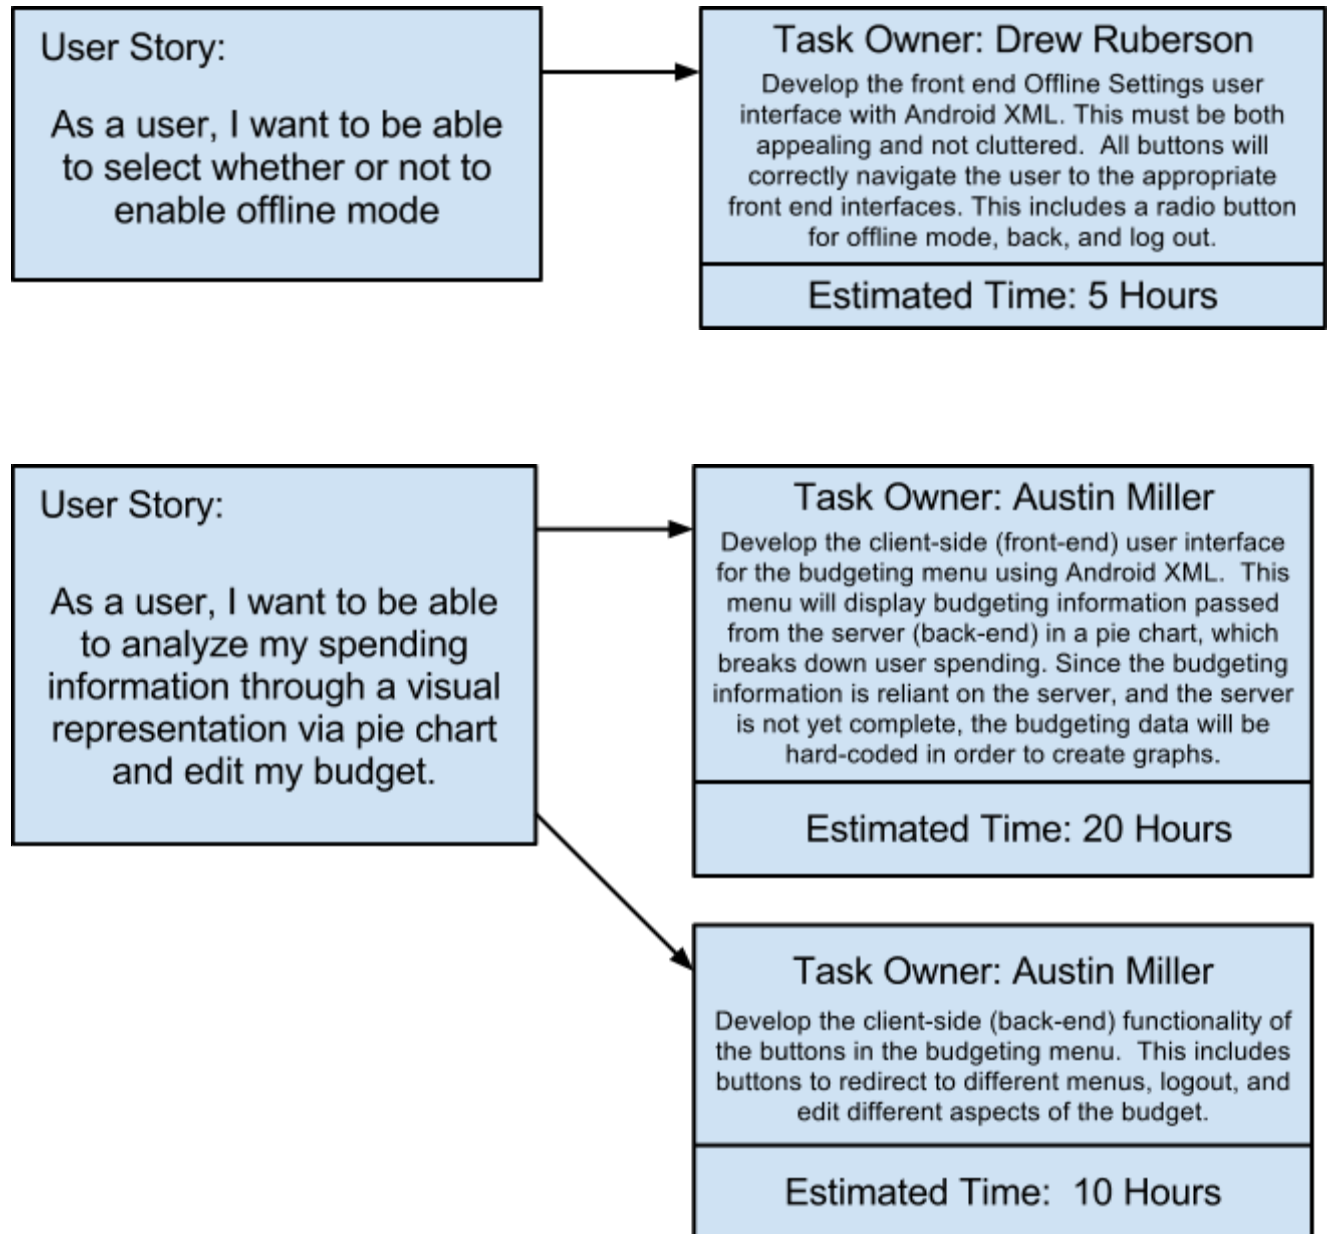 User Story:
As a user, I want to be able
to select whether or not to
enable offline mode
Task Owner: Drew Ruberson
Develop the front end Offline Settings user
interface with Android XML. This must be both
appealing and not cluttered.  All buttons will
correctly navigate the user to the appropriate
front end interfaces. This includes a radio button
for offline mode, back, and log out.
Estimated Time: 5 Hours
User Story:
As a user, I want to be able
to analyze my spending
information through a visual
representation via pie chart
and edit my budget.
Task Owner: Austin Miller
Develop the client-side (front-end) user interface
for the budgeting menu using Android XML.  This
menu will display budgeting information passed
from the server (back-end) in a pie chart, which
breaks down user spending. Since the budgeting
information is reliant on the server, and the server
is not yet complete, the budgeting data will be
hard-coded in order to create graphs.
Estimated Time: 20 Hours
Task Owner: Austin Miller
Develop the client-side (back-end) functionality of
the buttons in the budgeting menu.  This includes
buttons to redirect to different menus, logout, and
edit different aspects of the budget.
Estimated Time:  10 Hours